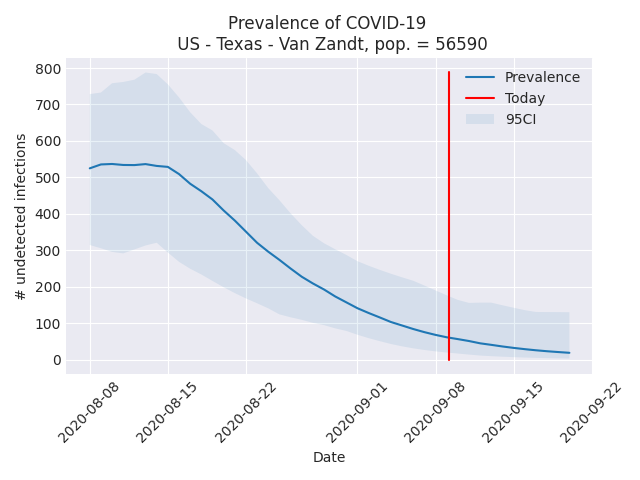 Prevalence of COVID-19
US - Texas - Van Zandt, pop. = 56590
# undetected infections
800
700
600
500
400
300
200
100
0
Prevalence
Today
95CI
2020-08-08
2020-08-15
2020-08-22
2020-09-01
2020-09-08
2020-09-15
2020-09-22
Date